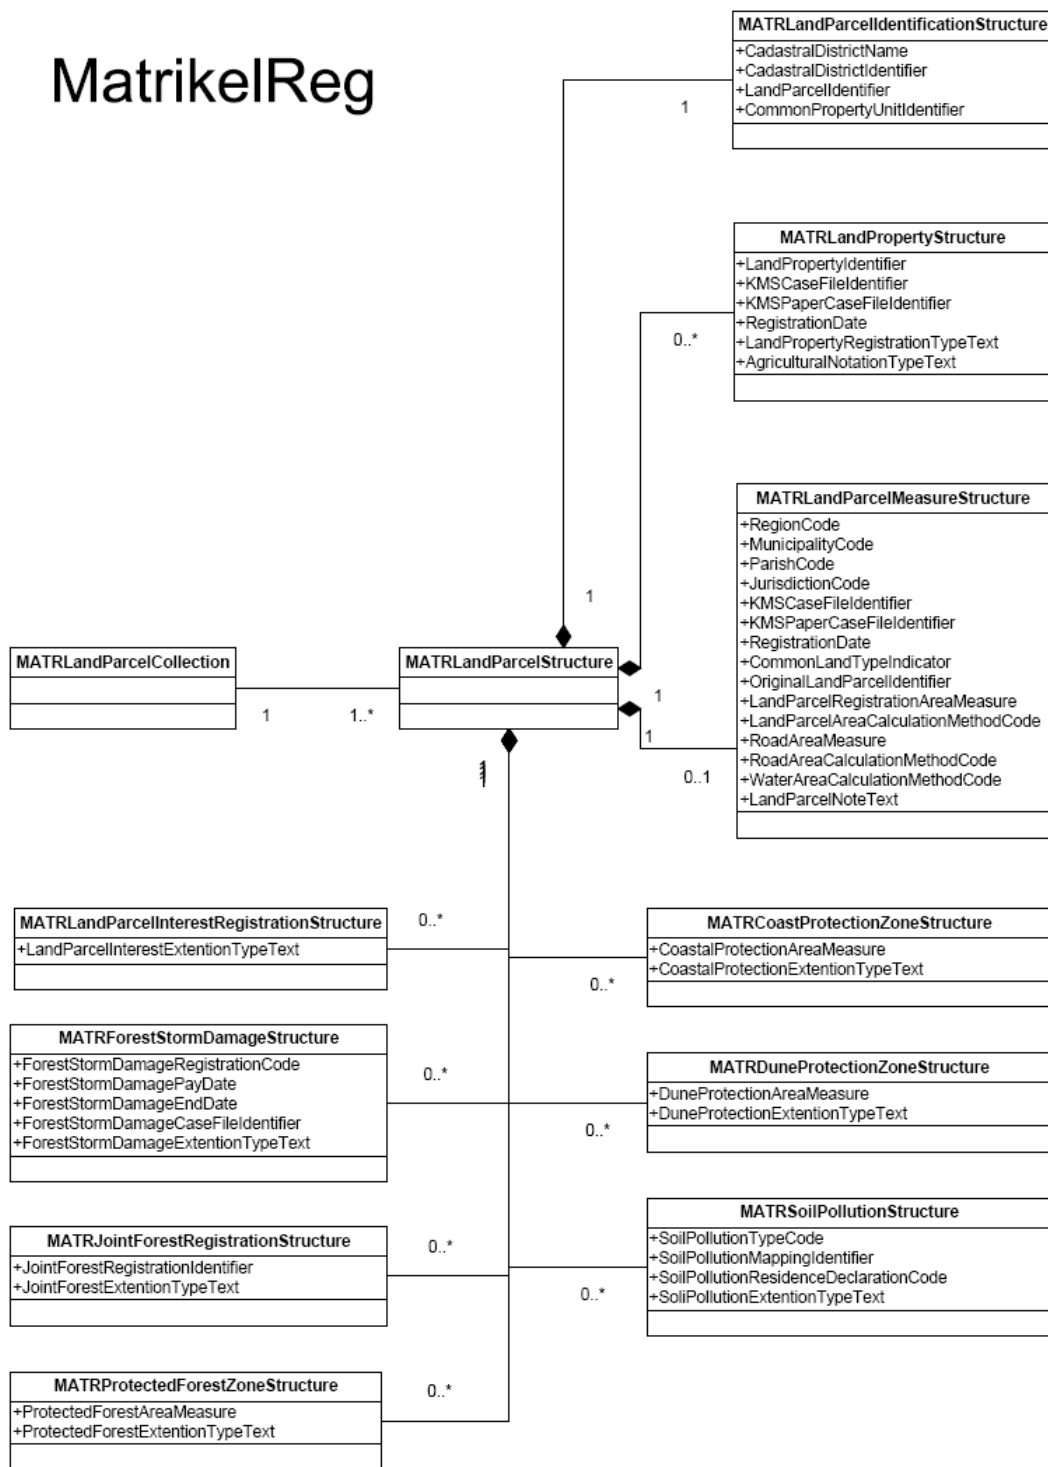 MatrikelReg
MATRLandParcelIdentificationStructure
+CadastralDistrictName
+CadastralDistrictIdentifier
+LandParcelIdentifier
+CommonPropertyUnitIdentifier
1
MATRLandPropertyStructure
+LandPropertyIdentifier
+KMSCaseFileIdentifier
+KMSPaperCaseFileIdentifier
+RegistrationDate
+LandPropertyRegistrationTypeText
+AgriculturalNotationTypeText
0..*
MATRLandParcelMeasureStructure
+RegionCode
+MunicipalityCode
+ParishCode
+JurisdictionCode
+KMSCaseFileIdentifier
+KMSPaperCaseFileIdentifier
+RegistrationDate
+CommonLandTypeIndicator
+OriginalLandParcelIdentifier
+LandParcelRegistrationAreaMeasure
+LandParcelAreaCalculationMethodCode
+RoadAreaMeasure
+RoadAreaCalculationMethodCode
+WaterAreaCalculationMethodCode
+LandParcelNoteText
1
MATRLandParcelCollection
MATRLandParcelStructure
1
1..*
1
1
0..1
MATRLandParcelInterestRegistrationStructure
+LandParcelInterestExtentionTypeText
0..*
MATRCoastProtectionZoneStructure
+CoastalProtectionAreaMeasure
+CoastalProtectionExtentionTypeText
0..*
MATRForestStormDamageStructure
+ForestStormDamageRegistrationCode
+ForestStormDamagePayDate
+ForestStormDamageEndDate
+ForestStormDamageCaseFileIdentifier
+ForestStormDamageExtentionTypeText
0..*
MATRDuneProtectionZoneStructure
+DuneProtectionAreaMeasure
+DuneProtectionExtentionTypeText
0..*
MATRJointForestRegistrationStructure
+JointForestRegistrationIdentifier
+JointForestExtentionTypeText
0..*
MATRSoilPollutionStructure
+SoilPollutionTypeCode
+SoilPollutionMappingIdentifier
+SoilPollutionResidenceDeclarationCode
+SoliPollutionExtentionTypeText
0..*
MATRProtectedForestZoneStructure
+ProtectedForestAreaMeasure
+ProtectedForestExtentionTypeText
0..*